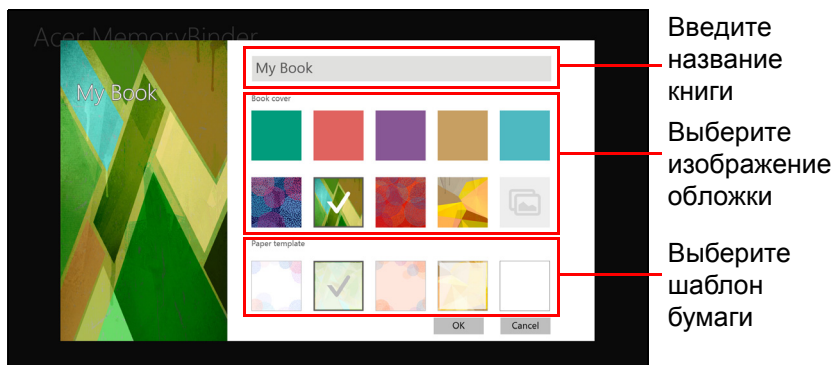 Acer MemoryBinder
My Book
My Book
Book cover
Paper template
OK
Cancel
Введите
название
книги
Выберите
изображение
обложки
Выберите
шаблон
бумаги